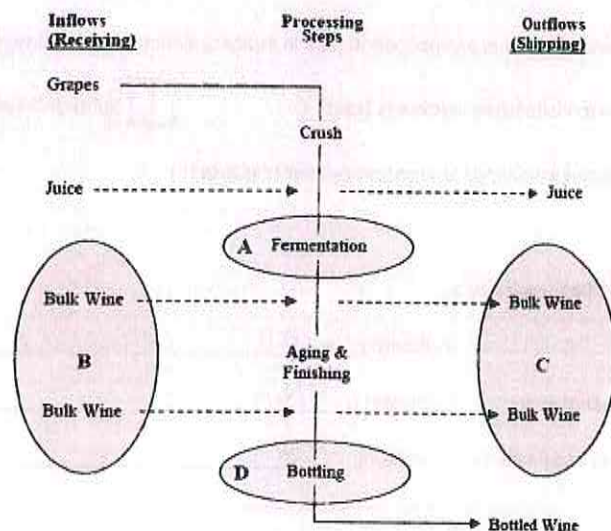 Inflows Processing Outflows
(Receiving) Steps (Shipping)
Grapes
Crush
Juice Juice
A Fermentation
Bulk Wine Bulk Wine
B Aging & C
Finishing
Bulk Wine Bulk Wine
D Bottling
Bottled Wine